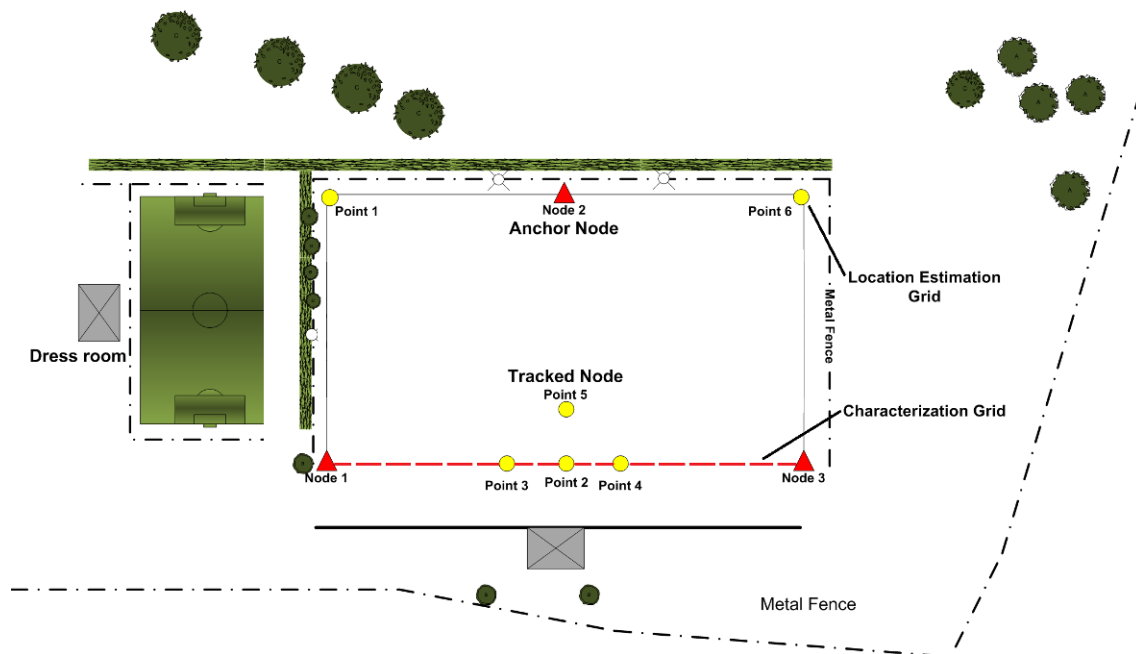 Point 1
Node 2
Point 6
Anchor Node
Location Estimation
Grid
Metal Fence
Dress room
Tracked Node
Point 5
Characterization Grid
Node 1
Point 3
Point 2
Point 4
Node 3
Metal Fence